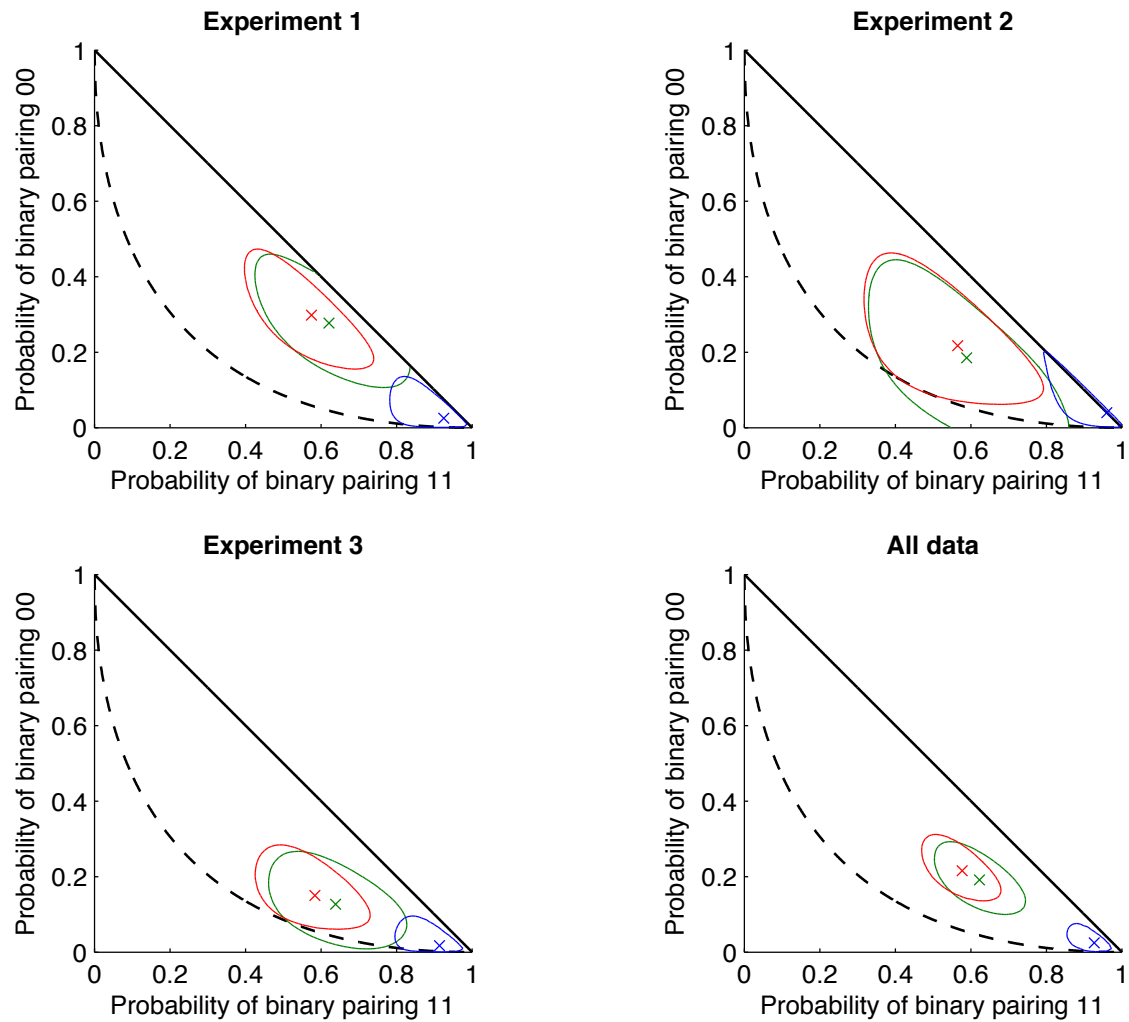 Experiment 1
Probability of binary pairing 00
1
0.8
0.6
0.4
0.2
0
0 0.2 0.4 0.6 0.8 1
Probability of binary pairing 11
Experiment 2
Probability of binary pairing 00
1
0.8
0.6
0.4
0.2
0
0 0.2 0.4 0.6 0.8 1
Probability of binary pairing 11
Experiment 3
Probability of binary pairing 00
1
0.8
0.6
0.4
0.2
0
0 0.2 0.4 0.6 0.8 1
Probability of binary pairing 11
All data
Probability of binary pairing 00
1
0.8
0.6
0.4
0.2
0
0 0.2 0.4 0.6 0.8 1
Probability of binary pairing 11